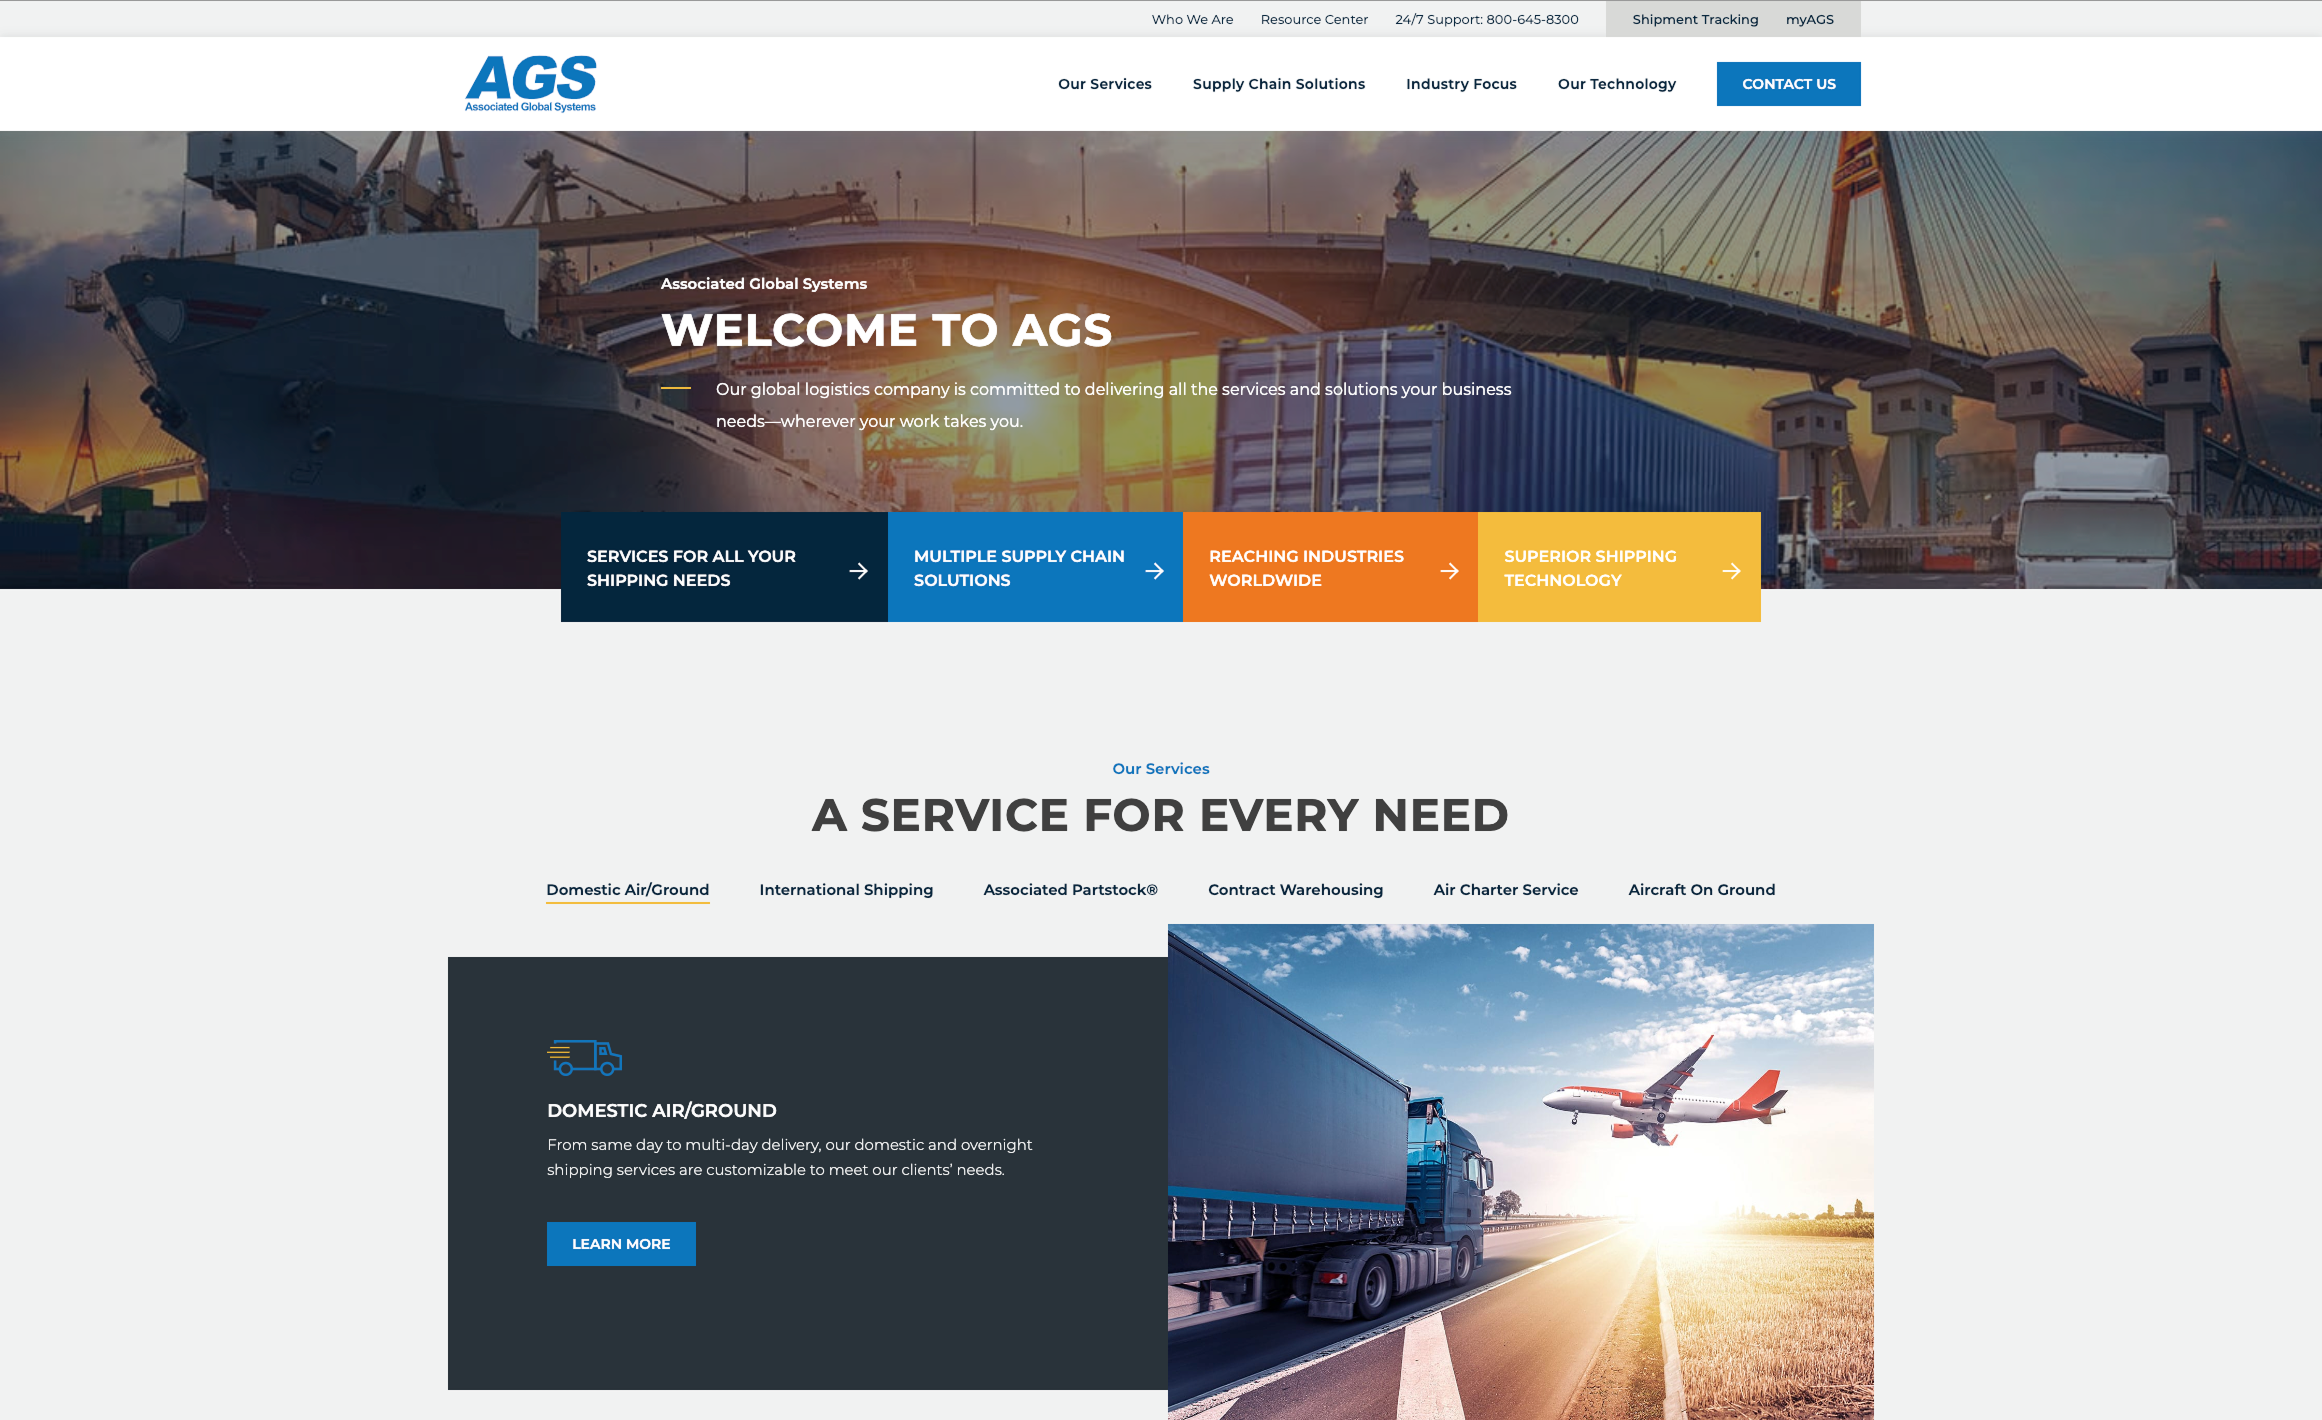 Who We Are
Resource Center
24/7 Support: 800-645-8300
Shipment Tracking
myAGS
AGS
Associated Global Systems
Our Services
Supply Chain Solutions
Industry Focus
Our Technology
CONTACT US
Associated Global Systems
WELCOME TO AGS
Our global logistics company is committed to delivering all the services and solutions your business
needs—wherever your work takes you.
SERVICES FOR ALL YOUR
SHIPPING NEEDS
MULTIPLE SUPPLY CHAIN
SOLUTIONS
REACHING INDUSTRIES
WORLDWIDE
SUPERIOR SHIPPING
TECHNOLOGY
Our Services
A SERVICE FOR EVERY NEED
Domestic Air/Ground
International Shipping
Associated Partstock®
Contract Warehousing
Air Charter Service
Aircraft On Ground
DOMESTIC AIR/GROUND
From same day to multi-day delivery, our domestic and overnight
shipping services are customizable to meet our clients’ needs.
LEARN MORE